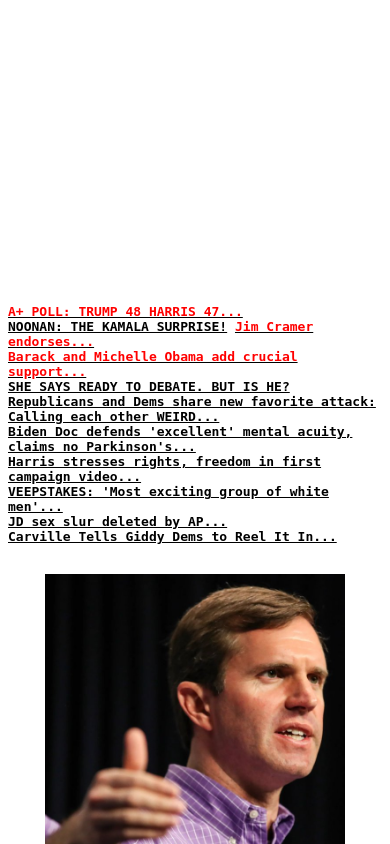 A+ POLL: TRUMP 48 HARRIS 47...
NOONAN: THE KAMALA SURPRISE! Jim Cramer
endorses...
Barack and Michelle Obama add crucial
support...
SHE SAYS READY TO DEBATE. BUT IS HE?
Republicans and Dems share new favorite attack:
Calling each other WEIRD...
Biden Doc defends 'excellent' mental acuity,
claims no Parkinson's...
Harris stresses rights, freedom in first
campaign video...
VEEPSTAKES: 'Most exciting group of white
men'...
JD sex slur deleted by AP...
Carville Tells Giddy Dems to Reel It In...